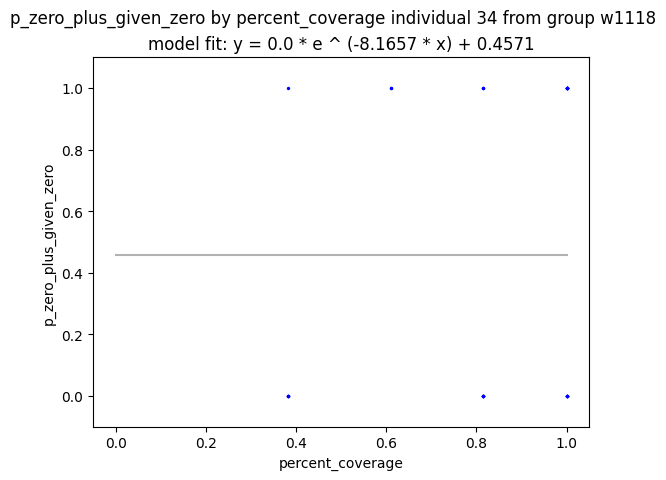 p_zero_plus_given_zero by percent_coverage individual 34 from group w1118
model fit: y = 0.0 * e ^ (-8.1657 * x) + 0.4571
1.0
0.8
0.6
0.4
0.2
0.0
p_zero_plus_given_zero
0.0 0.2 0.4 0.6 0.8 1.0
percent_coverage